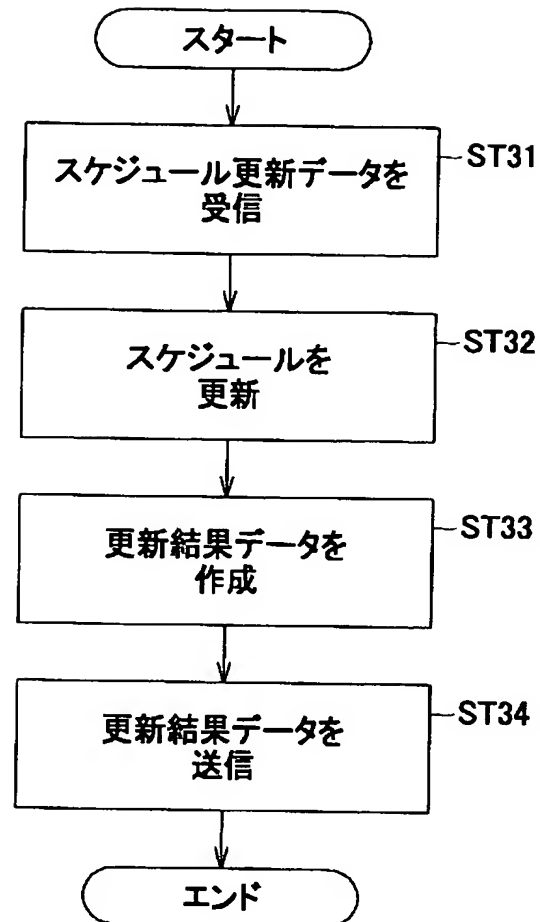 スタート
スケジュール更新データを
受信
ST31
スケジュールを
更新
ST32
更新結果データを
作成
ST33
更新結果データを
送信
ST34
エンド